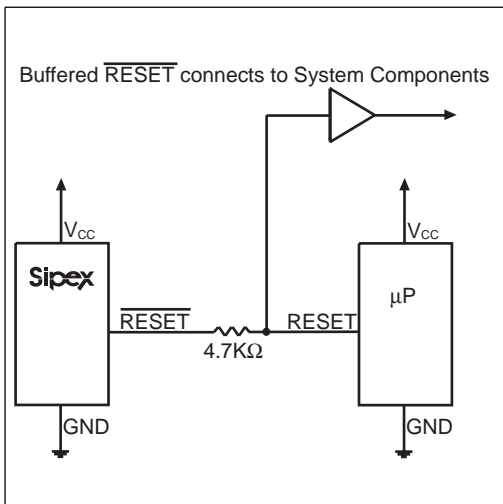 Buffered RESET connects to System Components
VCC
VCC
Sipex
μP
RESET
RESET
4.7KΩ
GND
GND